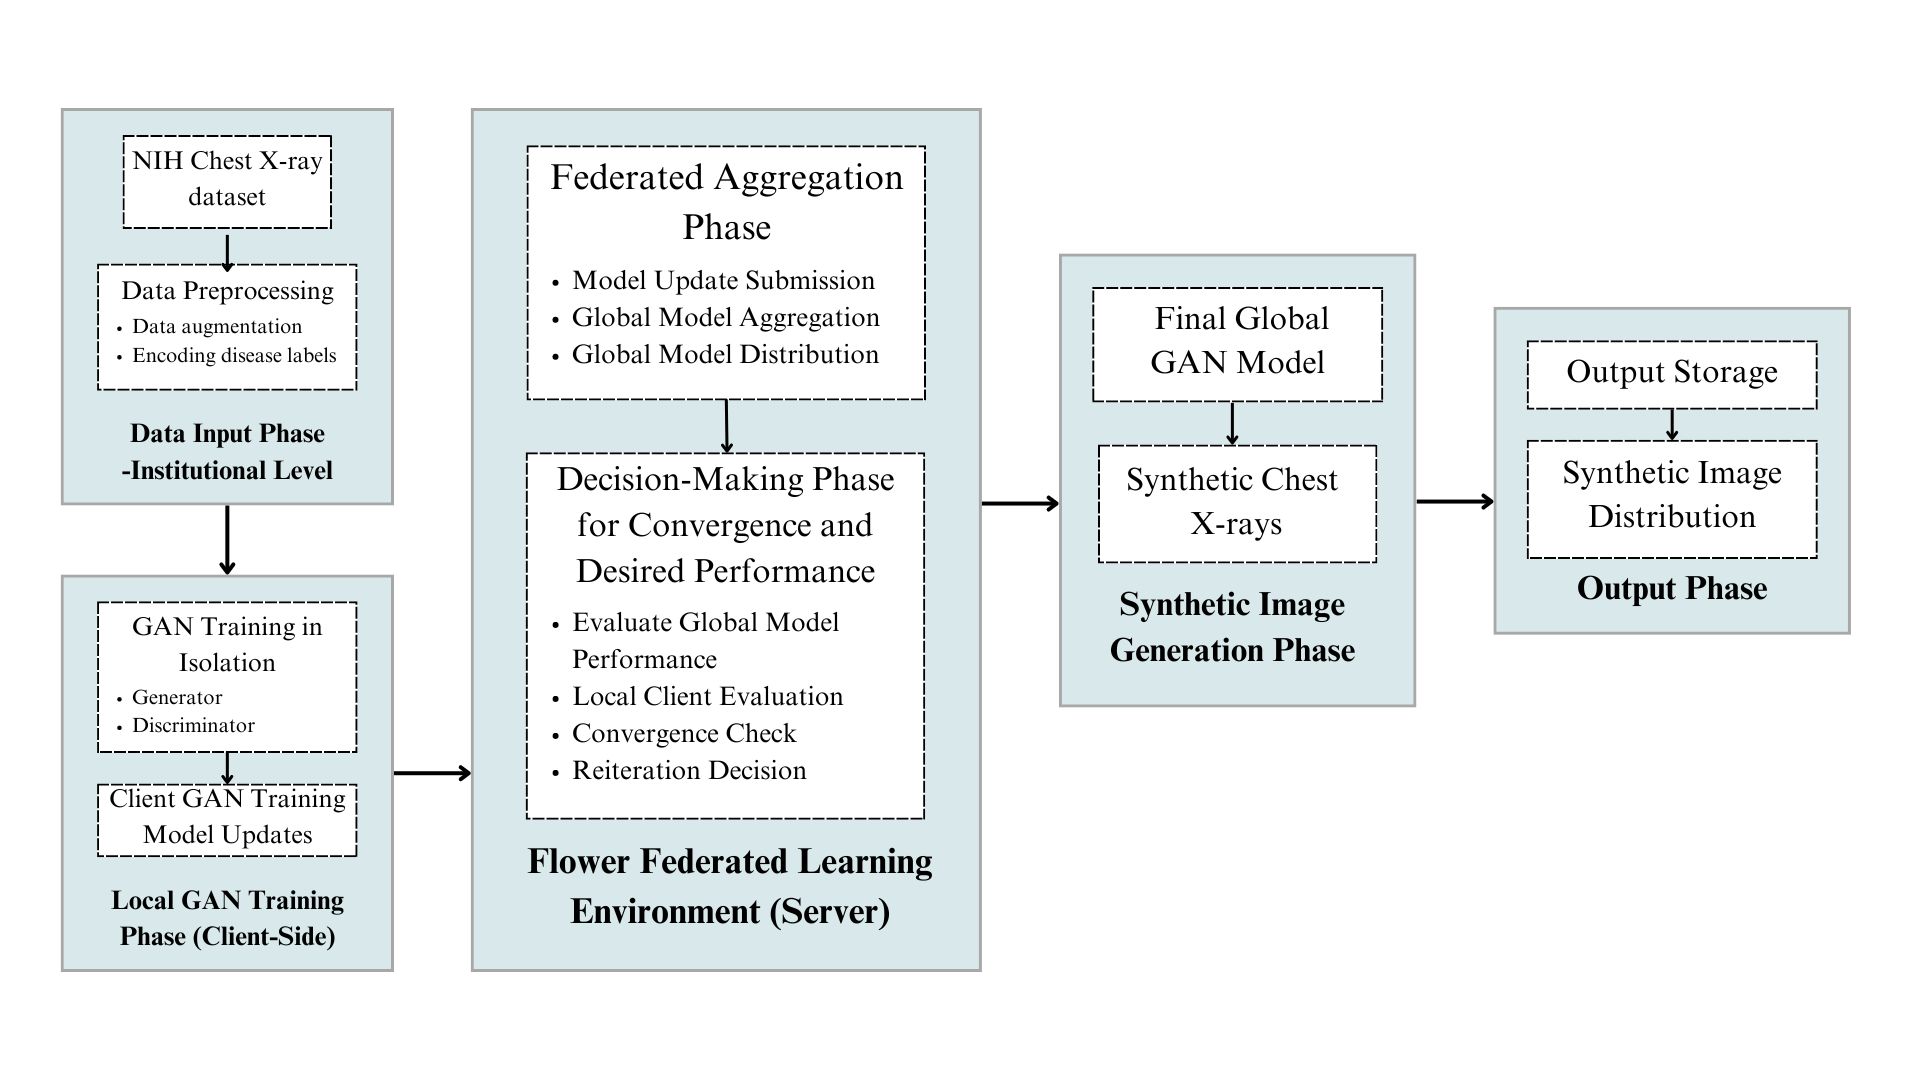 NIH Chest X-ray
dataset
Data Preprocessing
• Data augmentation
• Encoding disease labels
Data Input Phase
-Institutional Level
GAN Training in
Isolation
• Generator
• Discriminator
Client GAN Training
Model Updates
Local GAN Training
Phase (Client-Side)
Federated Aggregation
Phase
• Model Update Submission
• Global Model Aggregation
• Global Model Distribution
Decision-Making Phase
for Convergence and
Desired Performance
• Evaluate Global Model
Performance
• Local Client Evaluation
• Convergence Check
• Reiteration Decision
Flower Federated Learning
Environment (Server)
Final Global
GAN Model
Synthetic Chest
X-rays
Synthetic Image
Generation Phase
Output Storage
Synthetic Image
Distribution
Output Phase